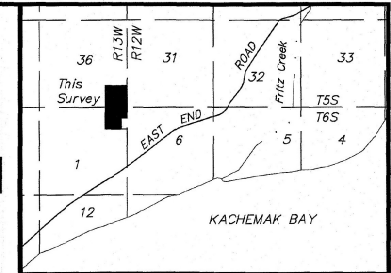 R13W
R12W
36
31
33
This
Survey
ROAD
32
Fritz Creek
T5S
T6S
EAST END
6
5
4
1
12
KACHEMAK BAY